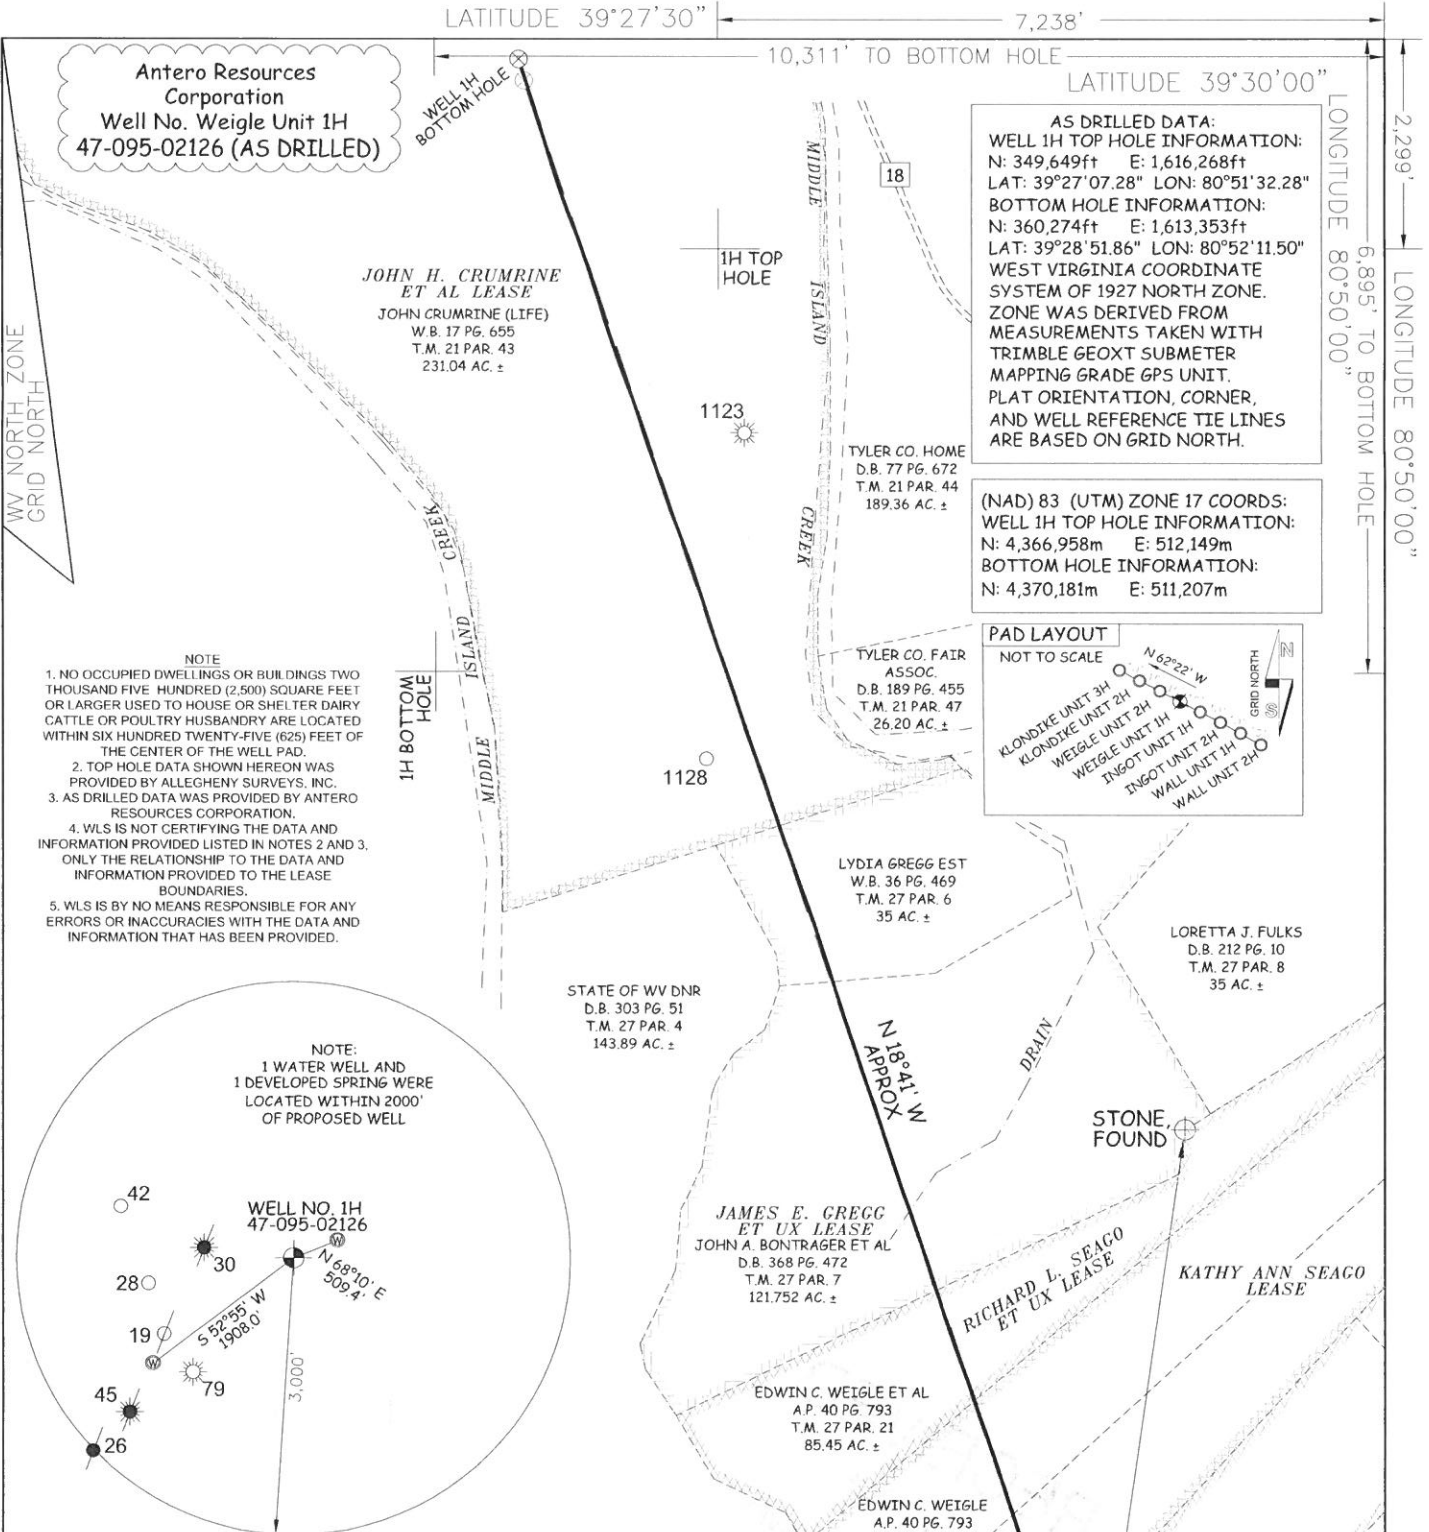 LATITUDE 39°27'30"
7,238'
10,311' TO BOTTOM HOLE
LATITUDE 39°30'00"
Antero Resources
Corporation
Well No. Weigle Unit 1H
47-095-02126 (AS DRILLED)
WELL 1H
BOTTOM HOLE
AS DRILLED DATA:
WELL 1H TOP HOLE INFORMATION:
N: 349,649ft E: 1,616,268ft
LAT: 39°27'07.28" LON: 80°51'32.28"
BOTTOM HOLE INFORMATION:
N: 360,274ft E: 1,613,353ft
LAT: 39°28'51.86" LON: 80°52'11.50"
WEST VIRGINIA COORDINATE
SYSTEM OF 1927 NORTH ZONE.
ZONE WAS DERIVED FROM
MEASUREMENTS TAKEN WITH
TRIMBLE GEOXT SUBMETER
MAPPING GRADE GPS UNIT.
PLAT ORIENTATION, CORNER,
AND WELL REFERENCE TIE LINES
ARE BASED ON GRID NORTH.
LONGITUDE 80°50'00"
6,895' TO BOTTOM HOLE
2,299'
LONGITUDE 80°50'00"
18
MIDDLE
ISLAND
CREEK
1H TOP
HOLE
JOHN H. CRUMRINE
ET AL LEASE
JOHN CRUMRINE (LIFE)
W.B. 17 PG. 655
T.M. 21 PAR. 43
231.04 AC. ±
WV NORTH ZONE
GRID NORTH
1123
TYLER CO. HOME
D.B. 77 PG. 672
T.M. 21 PAR. 44
189.36 AC. ±
(NAD) 83 (UTM) ZONE 17 COORDS:
WELL 1H TOP HOLE INFORMATION:
N: 4,366,958m E: 512,149m
BOTTOM HOLE INFORMATION:
N: 4,370,181m E: 511,207m
CREEK
ISLAND
MIDDLE
1H BOTTOM
HOLE
PAD LAYOUT
NOT TO SCALE
N 62°22' W
GRID NORTH
N
S
KLONDIKE UNIT 3H
KLONDIKE UNIT 2H
WEIGLE UNIT 2H
WEIGLE UNIT 1H
INGOT UNIT 1H
INGOT UNIT 2H
WALL UNIT 1H
WALL UNIT 2H
TYLER CO. FAIR
ASSOC.
D.B. 189 PG. 455
T.M. 21 PAR. 47
26.20 AC. ±
NOTE
1. NO OCCUPIED DWELLINGS OR BUILDINGS TWO
THOUSAND FIVE HUNDRED (2,500) SQUARE FEET
OR LARGER USED TO HOUSE OR SHELTER DAIRY
CATTLE OR POULTRY HUSBANDRY ARE LOCATED
WITHIN SIX HUNDRED TWENTY-FIVE (625) FEET OF
THE CENTER OF THE WELL PAD.
2. TOP HOLE DATA SHOWN HEREON WAS
PROVIDED BY ALLEGHENY SURVEYS, INC.
3. AS DRILLED DATA WAS PROVIDED BY ANTERO
RESOURCES CORPORATION.
4. WLS IS NOT CERTIFYING THE DATA AND
INFORMATION PROVIDED LISTED IN NOTES 2 AND 3,
ONLY THE RELATIONSHIP TO THE DATA AND
INFORMATION PROVIDED TO THE LEASE
BOUNDARIES.
5. WLS IS BY NO MEANS RESPONSIBLE FOR ANY
ERRORS OR INACCURACIES WITH THE DATA AND
INFORMATION THAT HAS BEEN PROVIDED.
1128
LYDIA GREGG EST
W.B. 36 PG. 469
T.M. 27 PAR. 6
35 AC. ±
LORETTA J. FULKS
D.B. 212 PG. 10
T.M. 27 PAR. 8
35 AC. ±
STATE OF WV DNR
D.B. 303 PG. 51
T.M. 27 PAR. 4
143.89 AC. ±
N 18°41' W
APPROX
DRAIN
STONE,
FOUND
NOTE:
1 WATER WELL AND
1 DEVELOPED SPRING WERE
LOCATED WITHIN 2000'
OF PROPOSED WELL
42
WELL NO. 1H
47-095-02126
W
30
N 68°10' E
509.4'
28
S 52°55' W
1908.0'
19
W
79
45
26
3,000'
JAMES E. GREGG
ET UX LEASE
JOHN A. BONTRAGER ET AL
D.B. 368 PG. 472
T.M. 27 PAR. 7
121.752 AC. ±
RICHARD L. SEAGO
ET UX LEASE
KATHY ANN SEAGO
LEASE
EDWIN C. WEIGLE ET AL
A.P. 40 PG. 793
T.M. 27 PAR. 21
85.45 AC. ±
EDWIN C. WEIGLE
A.P. 40 PG. 793